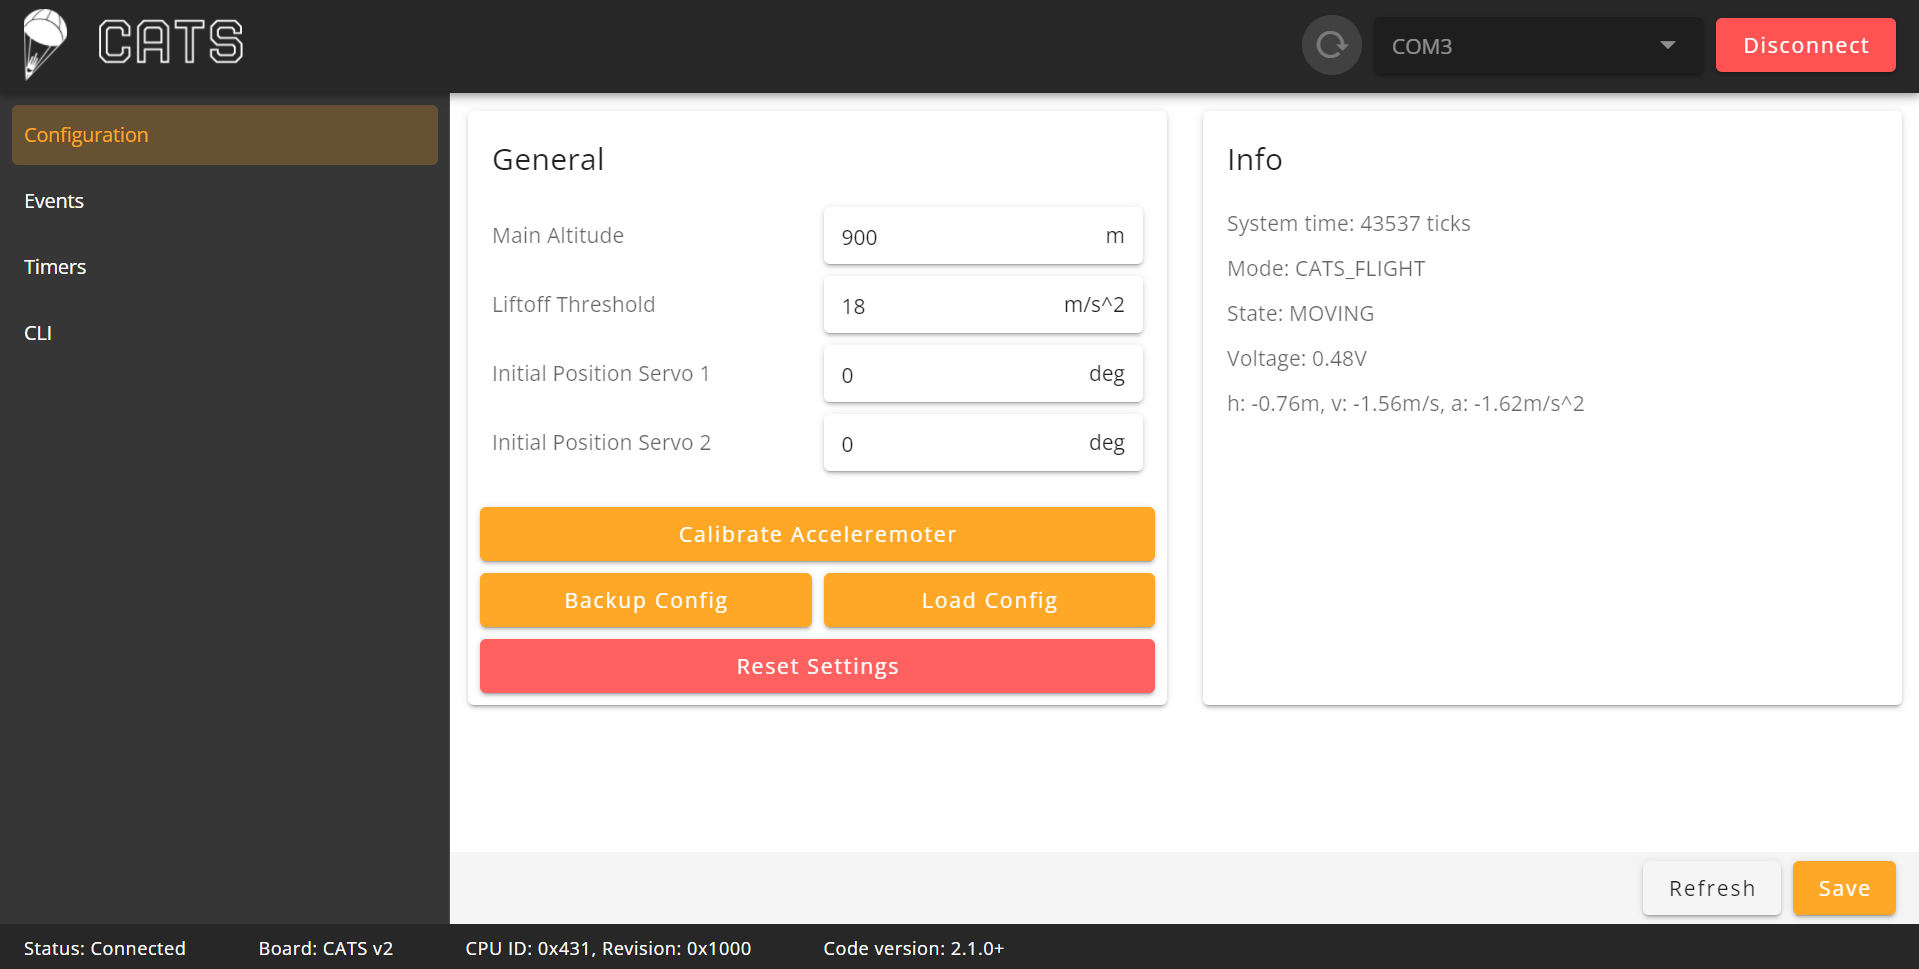 CATS
COM3
Disconnect
Configuration
Events
Timers
CLI
General
Main Altitude 900 m
Liftoff Threshold 18 m/s^2
Initial Position Servo 1 0 deg
Initial Position Servo 2 0 deg
Calibrate Acceleremoter
Backup Config Load Config
Reset Settings
Info
System time: 43537 ticks
Mode: CATS_FLIGHT
State: MOVING
Voltage: 0.48V
h: -0.76m, v: -1.56m/s, a: -1.62m/s^2
Refresh Save
Status: Connected Board: CATS v2 CPU ID: 0x431, Revision: 0x1000 Code version: 2.1.0+